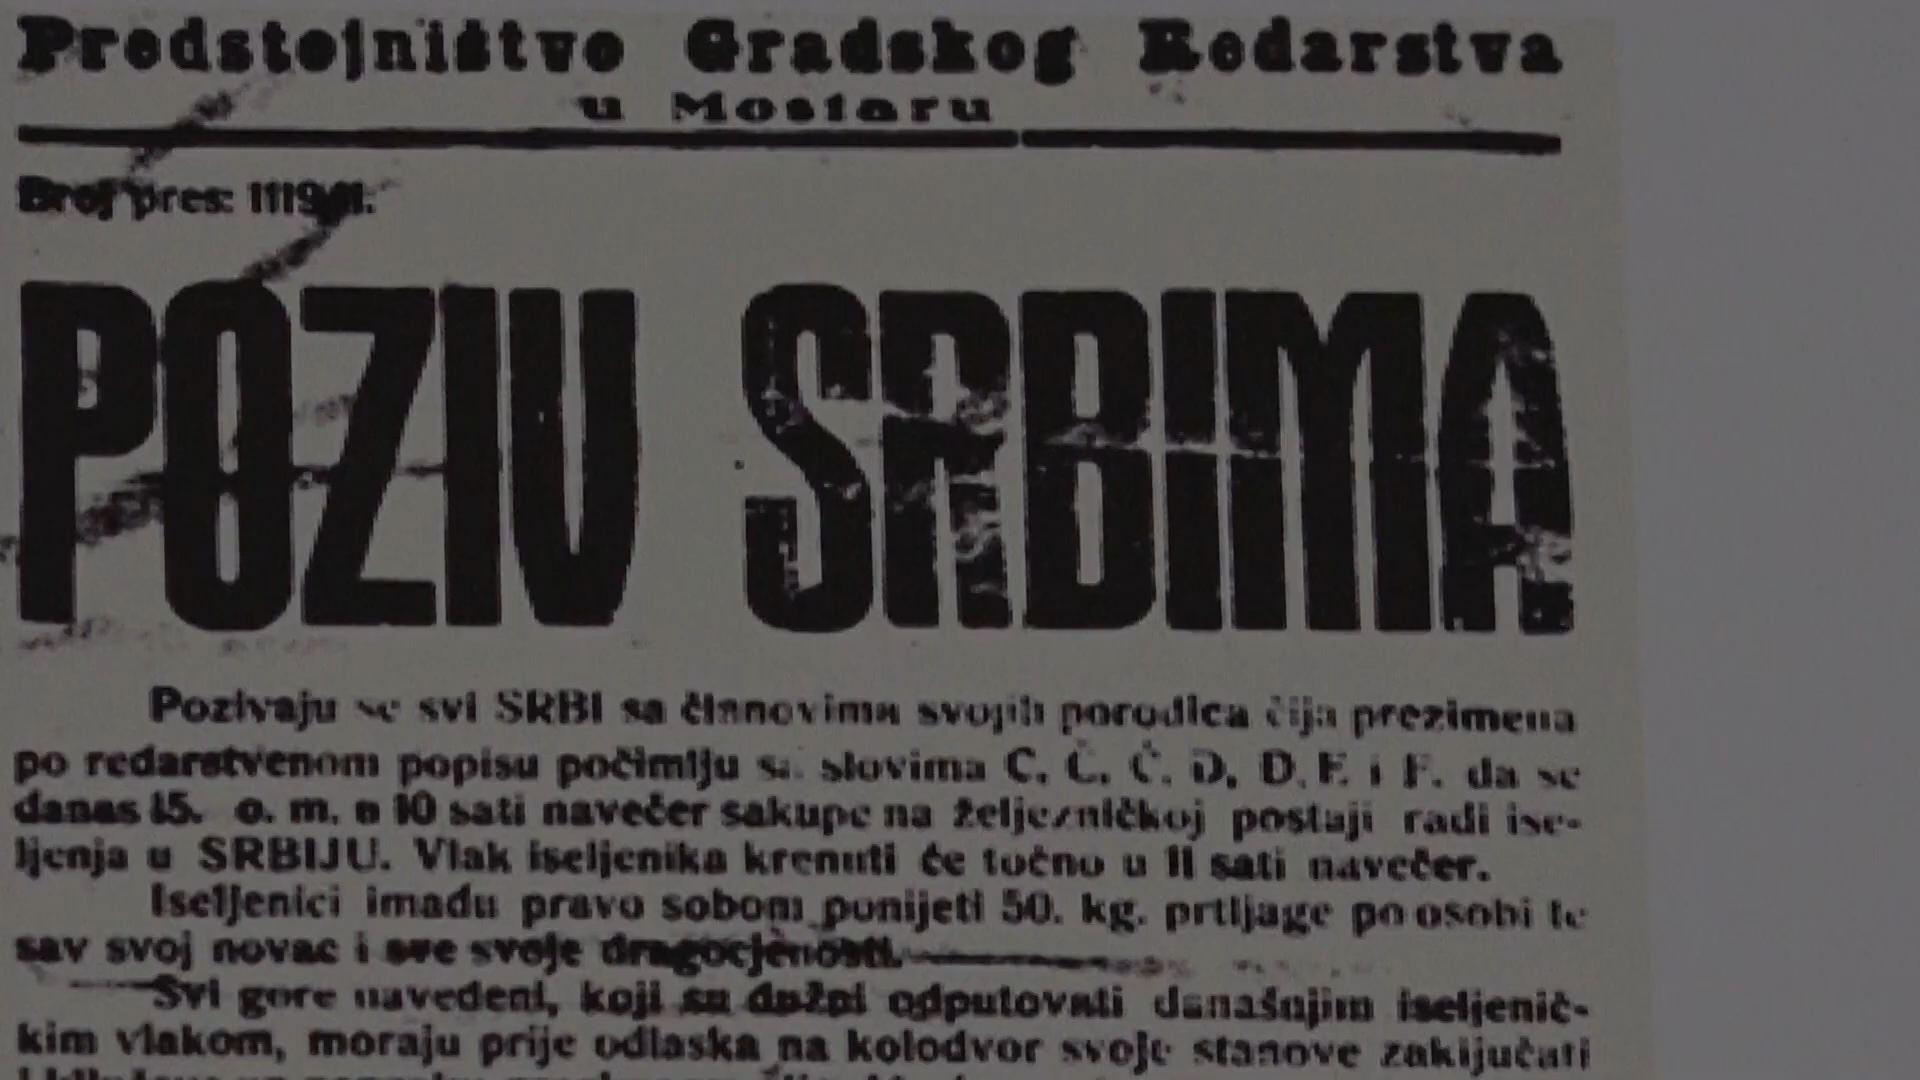 Predstojništvo Gradskog Redarstva
u Mostaru
Broj pres:
POZIV SRBIMA
Pozivaju se svi SRBI sa članovima svojih porodica čija prezimena
po redarstvenom popisu počimlju sa slovima C. Č. Ć. D. Đ. E. i F. da se
danas 15. o. m. u 10 sati navečer sakupe na željezničkoj postaji radi ise-
ljenja u SRBIJU. Vlak iseljenika krenuti će točno u 11 sati navečer.
Iseljenici imadu pravo sobom ponijeti 50. kg. prtljage po osobi te
sav svoj novac i sve svoje dragocjenosti.
Svi gore navedeni, koji su dužni odputovati današnjim iseljenič-
kim vlakom, moraju prije odlaska na kolodvor svoje stanove zaključati